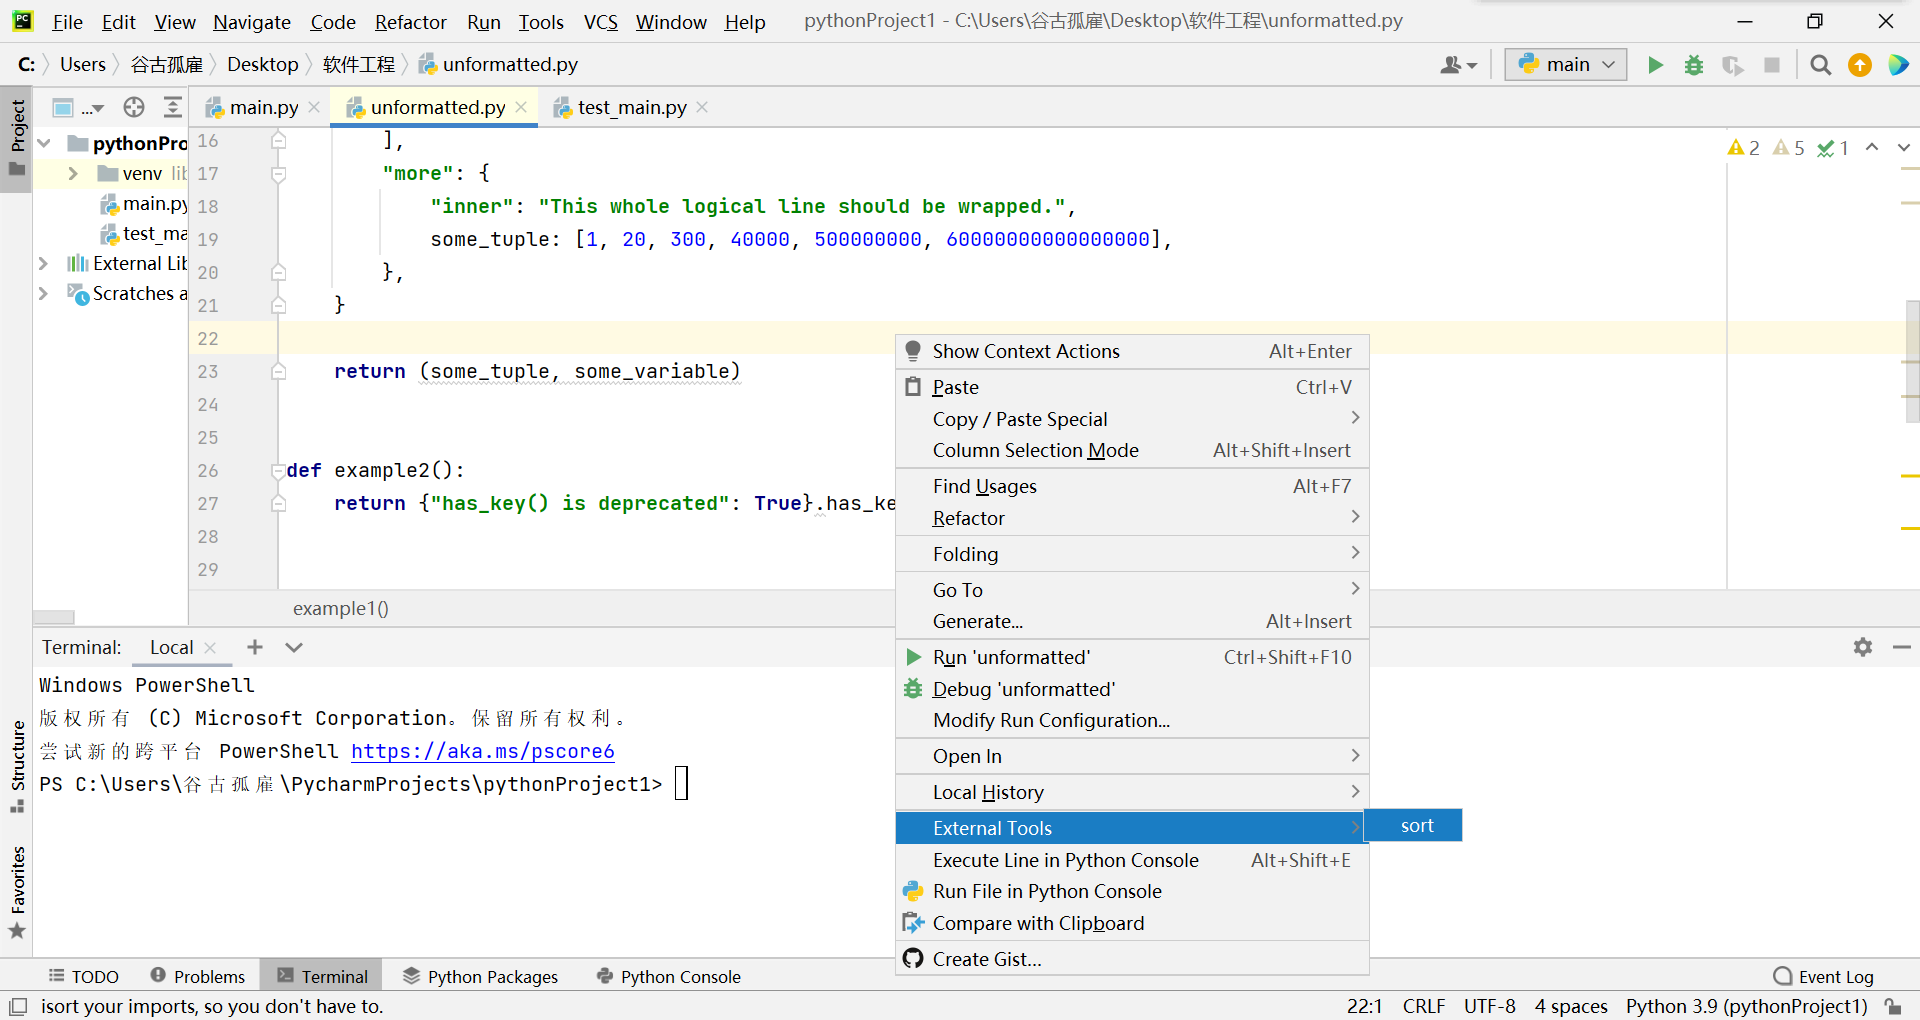 File Edit View Navigate Code Refactor Run Tools VCS Window Help pythonProject1 - C:\Users\谷古孤雇\Desktop\软件工程\unformatted.py
C: Users 谷古孤雇 Desktop 软件工程 unformatted.py main
Project
... main.py unformatted.py test_main.py
pythonPro
venv lib
main.py
test_ma
External Lib
Scratches a
2 5 1
16 ],
17 "more": {
18 "inner": "This whole logical line should be wrapped.",
19 some_tuple: [1, 20, 300, 40000, 500000000, 60000000000000000],
20 },
21 }
22
23 return (some_tuple, some_variable)
24
25
26 def example2():
27 return {"has_key() is deprecated": True}.has_ke
28
29
example1()
Show Context Actions Alt+Enter
Paste Ctrl+V
Copy / Paste Special
Column Selection Mode Alt+Shift+Insert
Find Usages Alt+F7
Refactor
Folding
Go To
Generate... Alt+Insert
Run 'unformatted' Ctrl+Shift+F10
Debug 'unformatted'
Modify Run Configuration...
Open In
Local History
External Tools sort
Execute Line in Python Console Alt+Shift+E
Run File in Python Console
Compare with Clipboard
Create Gist...
Terminal: Local
Windows PowerShell
版权所有 (C) Microsoft Corporation。保留所有权利。
尝试新的跨平台 PowerShell https://aka.ms/pscore6
PS C:\Users\谷古孤雇\PycharmProjects\pythonProject1>
Structure
Favorites
TODO Problems Terminal Python Packages Python Console Event Log
isort your imports, so you don't have to. 22:1 CRLF UTF-8 4 spaces Python 3.9 (pythonProject1)